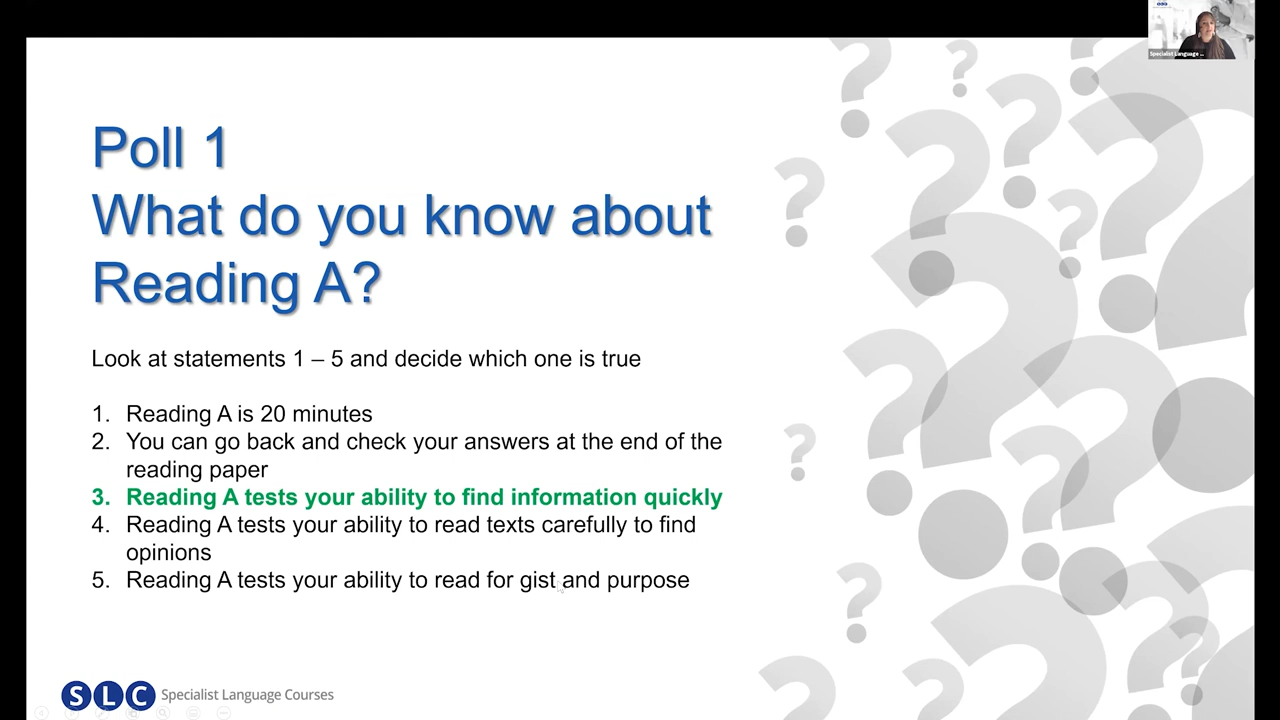 Specialist Language ...
Poll 1
What do you know about
Reading A?
Look at statements 1 – 5 and decide which one is true
1. Reading A is 20 minutes
2. You can go back and check your answers at the end of the
reading paper
3. Reading A tests your ability to find information quickly
4. Reading A tests your ability to read texts carefully to find
opinions
5. Reading A tests your ability to read for gist and purpose
SLC Specialist Language Courses